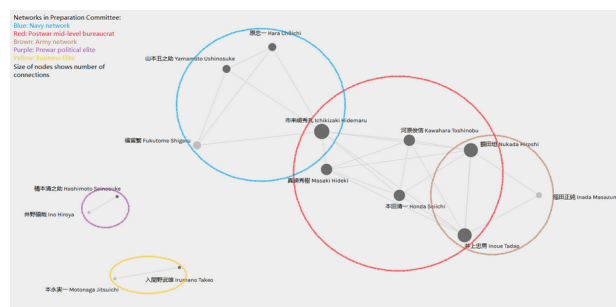 Networks in Preparation Committee:
Blue: Navy network
Red: Postwar mid-level bureaucrat
Brown: Army network
Purple: Prewar political elite
Yellow: Business Elite
Size of nodes shows number of
connections
原忠一 Hara Chūichi
山本丑之助 Yamamoto Ushinosuke
市来崎秀丸 Ichikizaki Hidemaru
河原俊信 Kawahara Toshinobu
福留繁 Fukutome Shigeru
額田坦 Nukada Hiroshi
真崎秀樹 Masaki Hideki
橋本清之助 Hashimoto Seinosuke
稲田正純 Inada Masazumi
本田清一 Honda Seiichi
井野碩哉 Ino Hiroya
井上忠男 Inoue Tadao
入間野武雄 Irumano Takeo
本永実一 Motonaga Jitsuichi